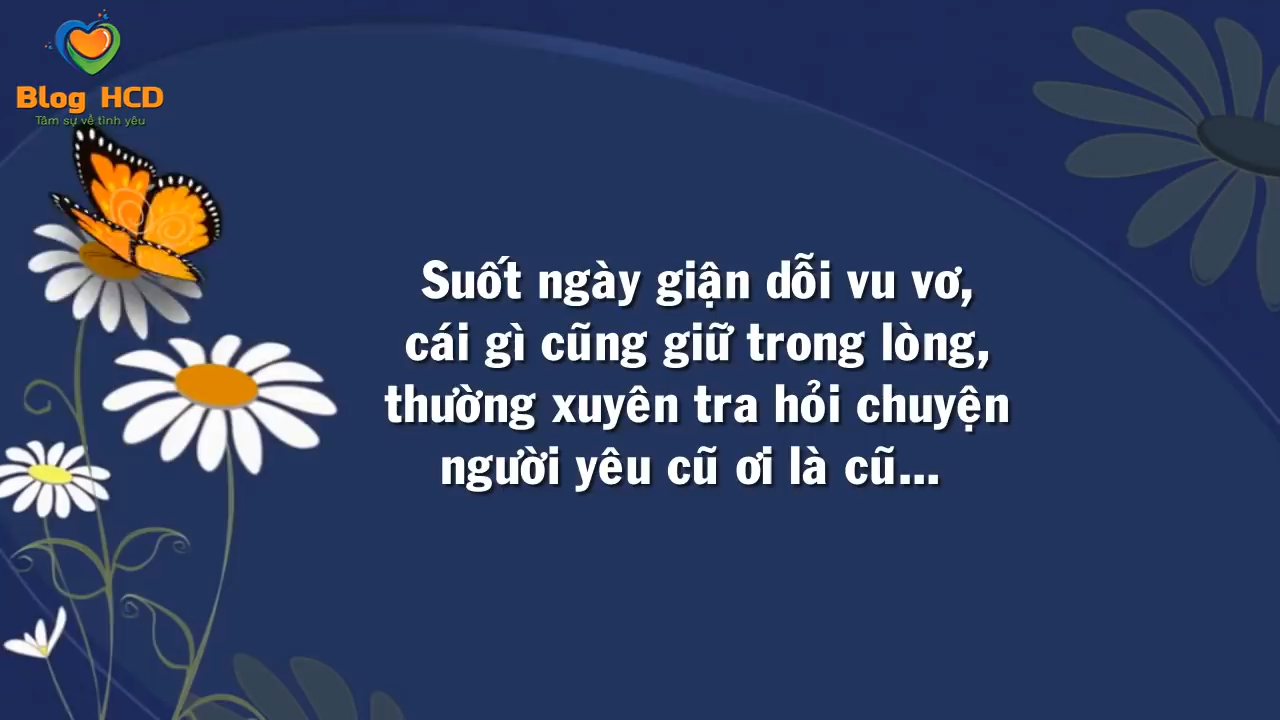 Blog HCD
Tâm sự về tình yêu
Suốt ngày giận dỗi vu vơ,
cái gì cũng giữ trong lòng,
thường xuyên tra hỏi chuyện
người yêu cũ ơi là cũ...